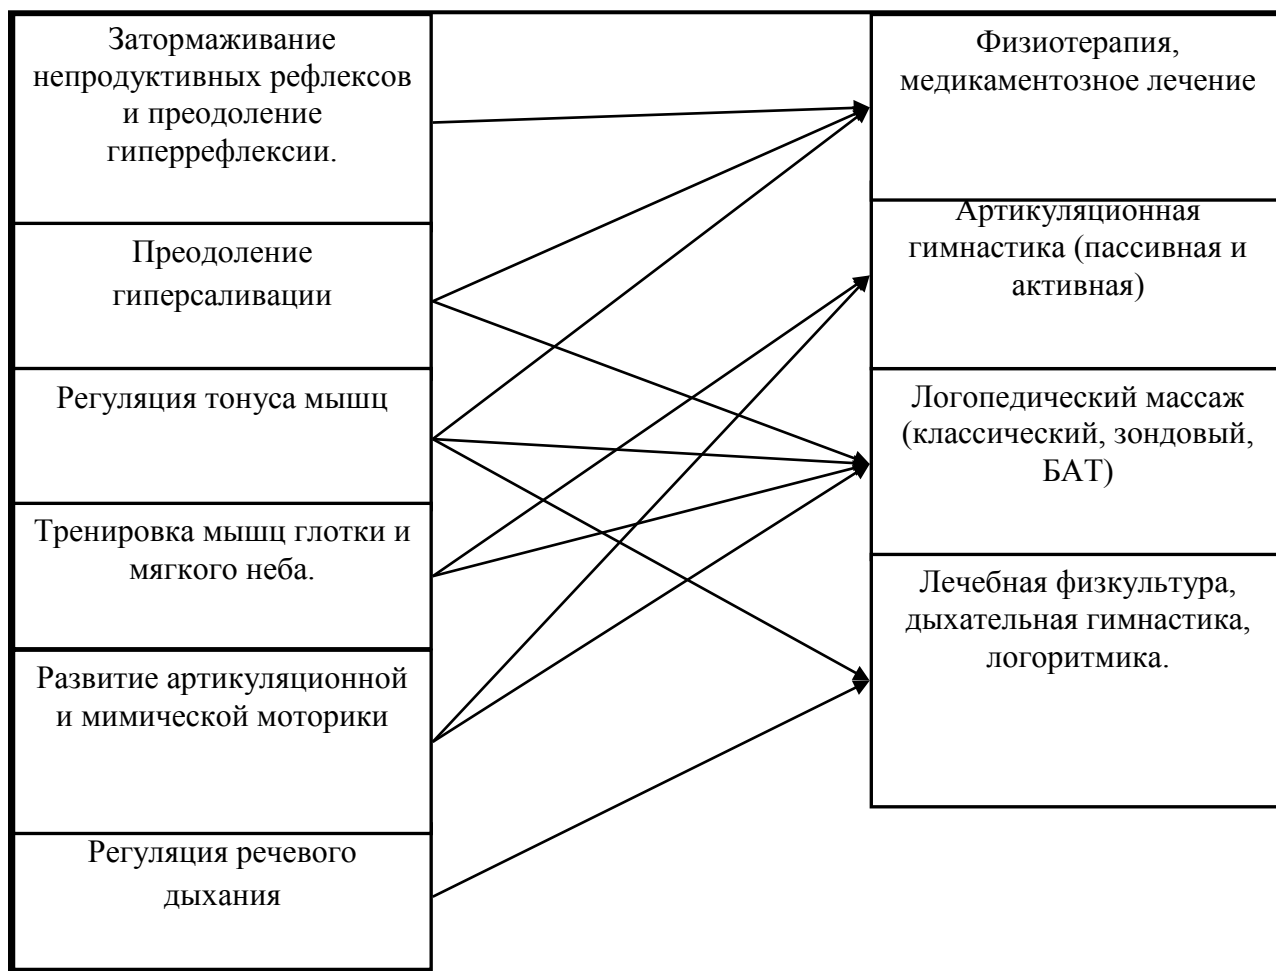 Затормаживание
непродуктивных рефлексов
и преодоление
гиперрефлексии.
Преодоление
гиперсаливации
Регуляция тонуса мышц
Тренировка мышц глотки и
мягкого неба.
Развитие артикуляционной
и мимической моторики
Регуляция речевого
дыхания
Физиотерапия,
медикаментозное лечение
Артикуляционная
гимнастика (пассивная и
активная)
Логопедический массаж
(классический, зондовый,
БАТ)
Лечебная физкультура,
дыхательная гимнастика,
логоритмика.